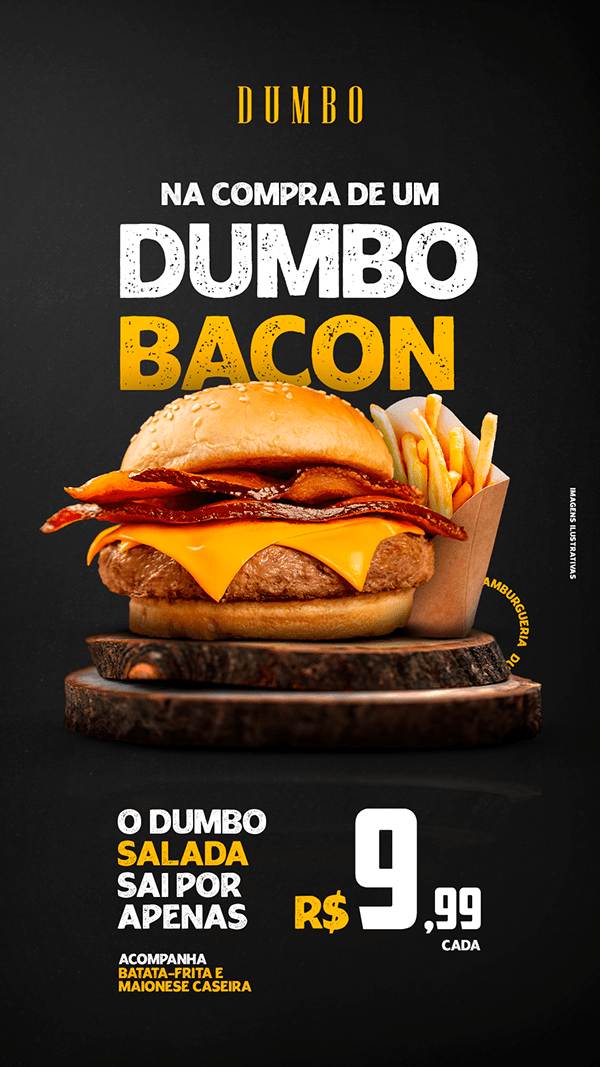 DUMBO
NA COMPRA DE UM
DUMBO
BACON
IMAGENS ILUSTRATIVAS
AMBURGUERIA DU
O DUMBO
SALADA
SAI POR
APENAS
R$9,99
CADA
ACOMPANHA
BATATA-FRITA E
MAIONESE CASEIRA